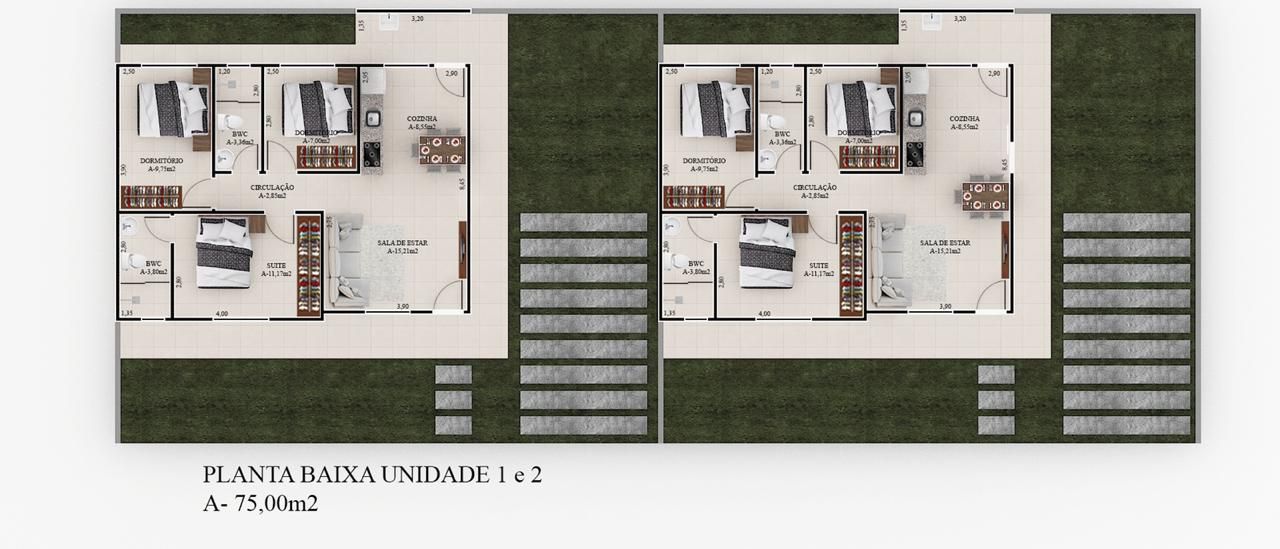 1,35
3,20
1,35
3,20
2,50
1,20
2,50
2,95
2,90
2,50
1,20
2,50
2,95
2,90
2,80
2,80
2,80
2,80
BWC
A-3,36m2
DORMITÓRIO
A-7,00m2
COZINHA
A-8,55m2
BWC
A-3,36m2
DORMITÓRIO
A-7,00m2
COZINHA
A-8,55m2
DORMITÓRIO
A-9,75m2
3,90
8,45
DORMITÓRIO
A-9,75m2
3,90
8,45
CIRCULAÇÃO
A-2,85m2
CIRCULAÇÃO
A-2,85m2
2,80
SALA DE ESTAR
A-15,21m2
2,80
SALA DE ESTAR
A-15,21m2
BWC
A-3,80m2
2,80
SUITE
A-11,17m2
BWC
A-3,80m2
2,80
SUITE
A-11,17m2
1,35
4,00
3,90
1,35
4,00
3,90
PLANTA BAIXA UNIDADE 1 e 2
A- 75,00m2